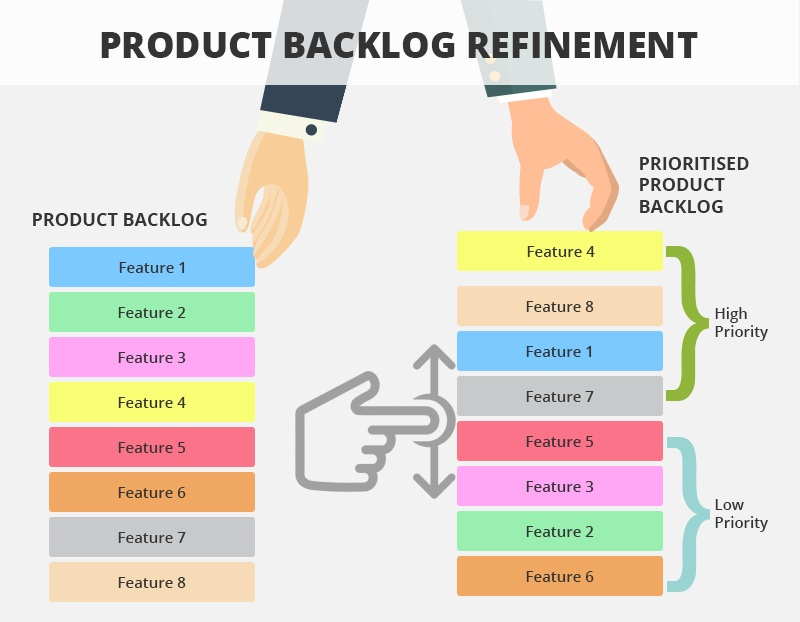 PRODUCT BACKLOG REFINEMENT
PRODUCT BACKLOG
Feature 1
Feature 2
Feature 3
Feature 4
Feature 5
Feature 6
Feature 7
Feature 8
PRIORITISED
PRODUCT
BACKLOG
Feature 4
Feature 8
Feature 1
Feature 7
Feature 5
Feature 3
Feature 2
Feature 6
High
Priority
Low
Priority